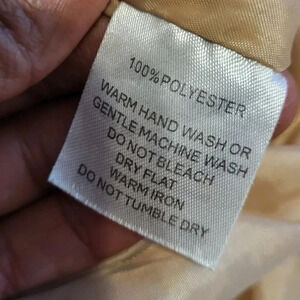 100%POLYESTER
WARM HAND WASH OR
GENTLE MACHINE WASH
DO NOT BLEACH
DRY FLAT
WARM IRON
DO NOT TUMBLE DRY